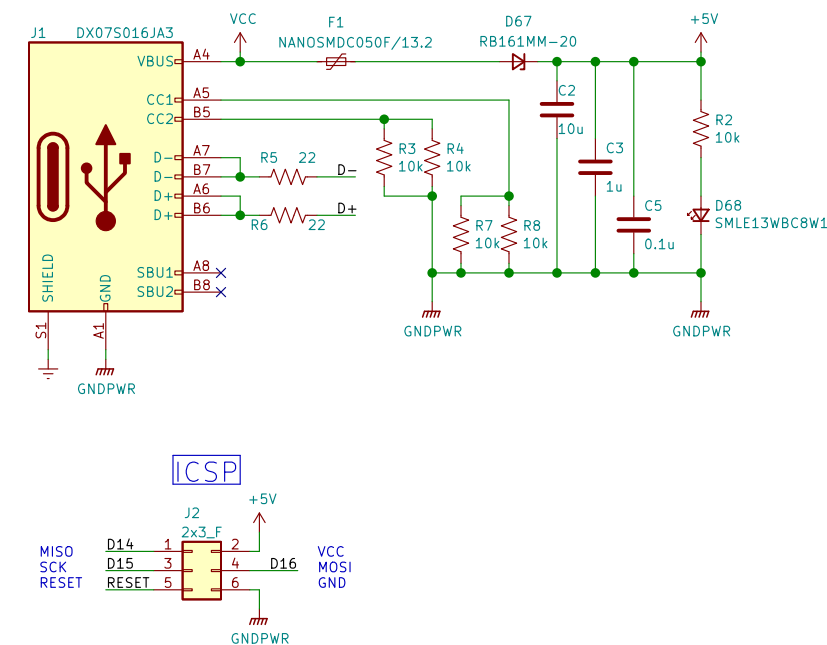 J1 DX07S016JA3
VCC
F1
NANOSMDC050F/13.2
D67
RB161MM-20
+5V
VBUS A4
CC1 A5
CC2 B5
D- A7
D- B7
D+ A6
D+ B6
SBU1 A8
SBU2 B8
SHIELD
GND
S1
A1
GNDPWR
R5 22
D-
R6 22
D+
R3
10k
R4
10k
R7
10k
R8
10k
C2
10u
C3
1u
C5
0.1u
R2
10k
D68
SMLE13WBC8W1
GNDPWR
GNDPWR
ICSP
+5V
J2
2x3_F
MISO D14 1 2 VCC
SCK D15 3 4 D16 MOSI
RESET RESET 5 6 GND
GNDPWR